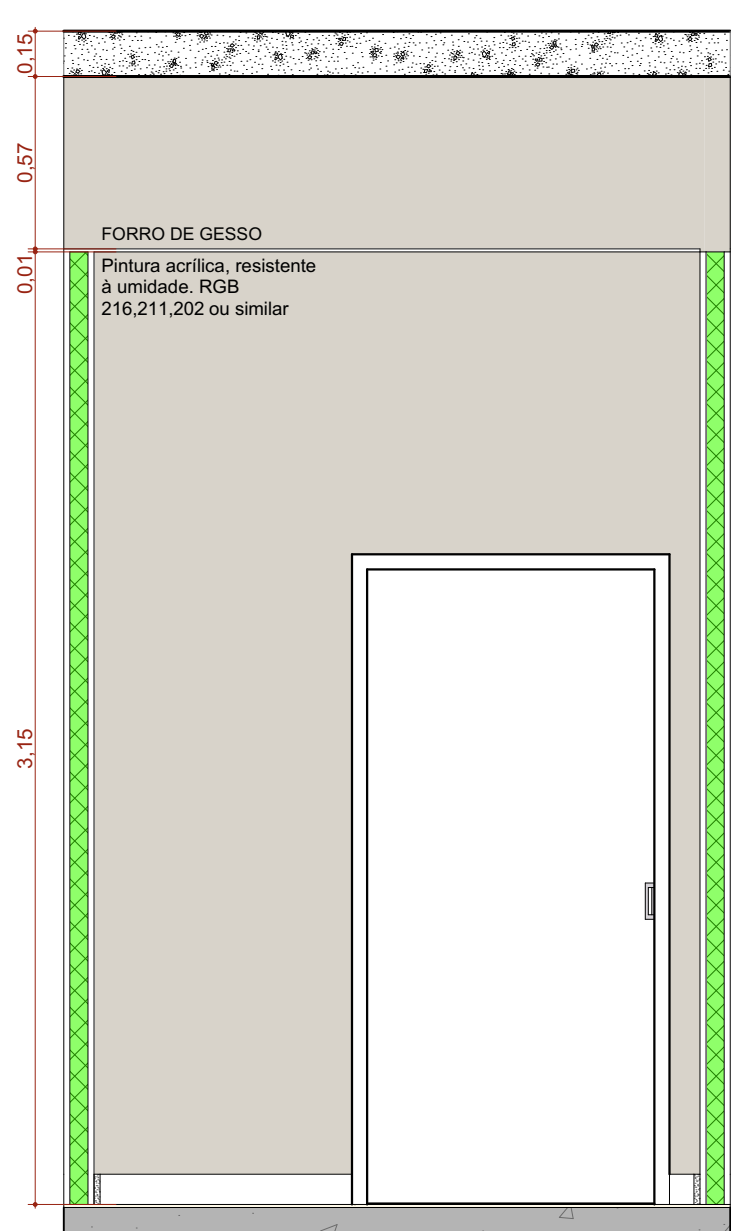 0,15
0,57
FORRO DE GESSO
0,01
Pintura acrílica, resistente
à umidade. RGB
216,211,202 ou similar
3,15